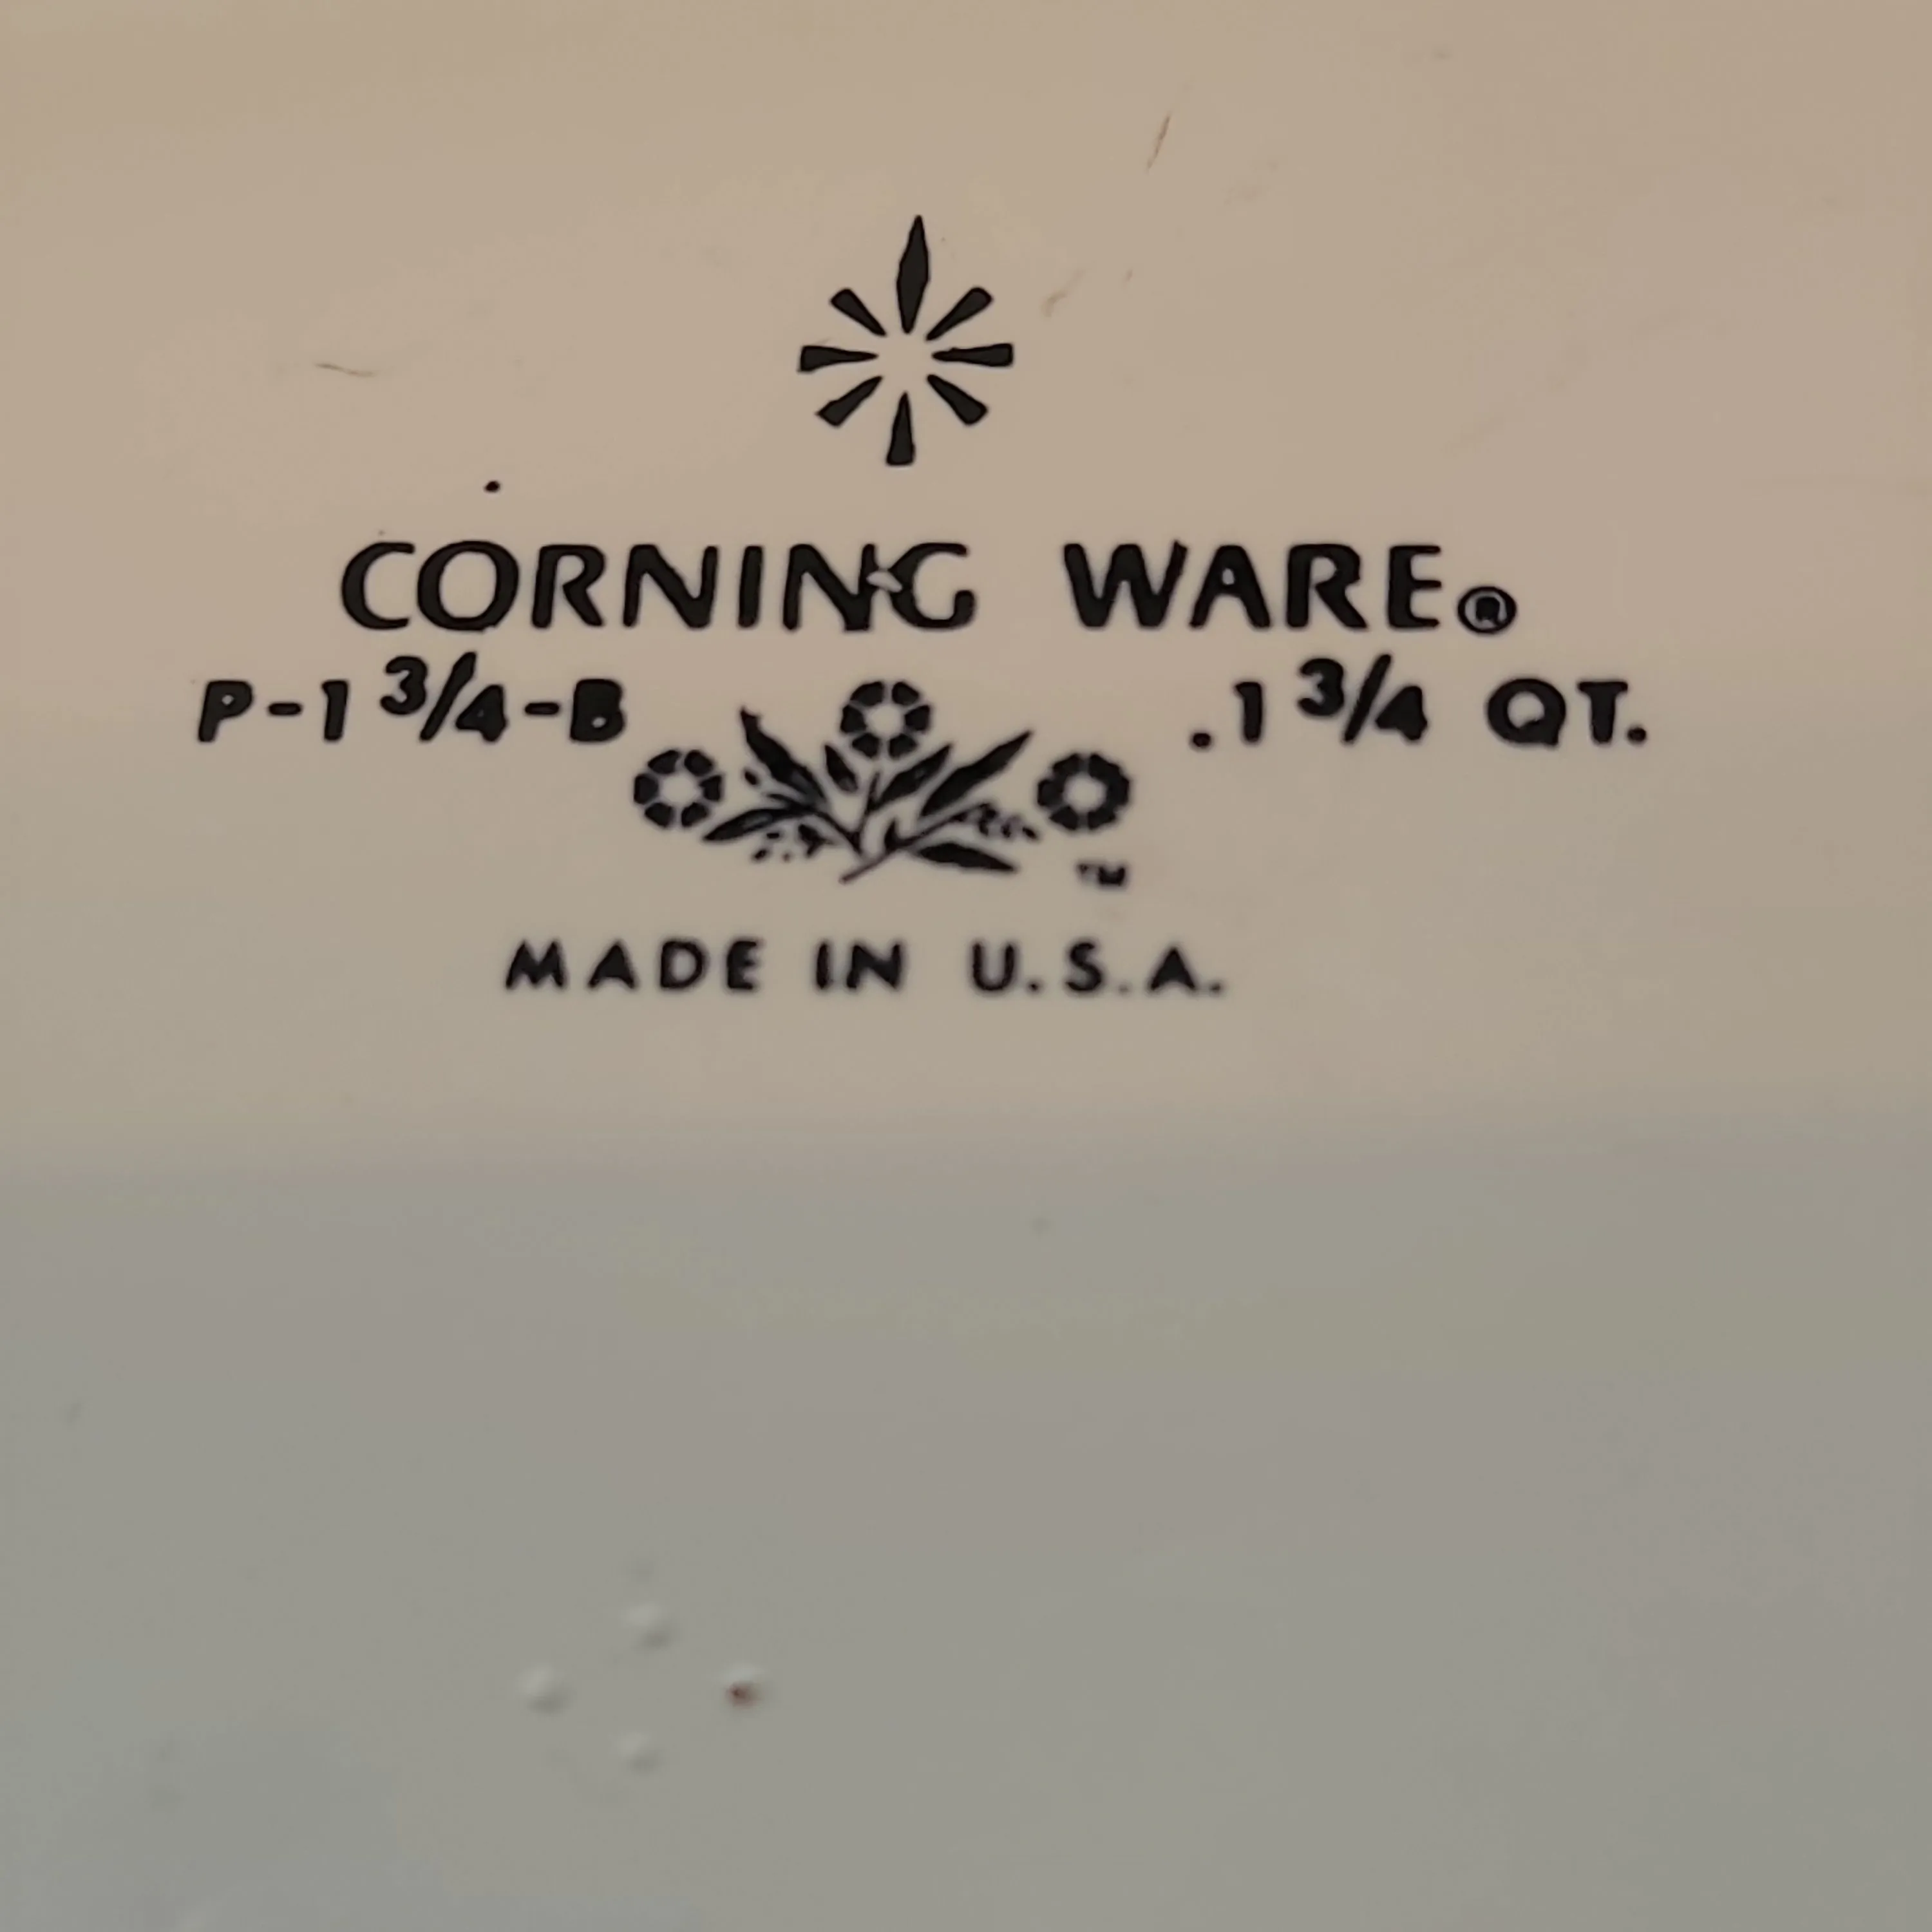 CORNING WARE®
P-1 3/4-B .1 3/4 QT.
TM
MADE IN U.S.A.